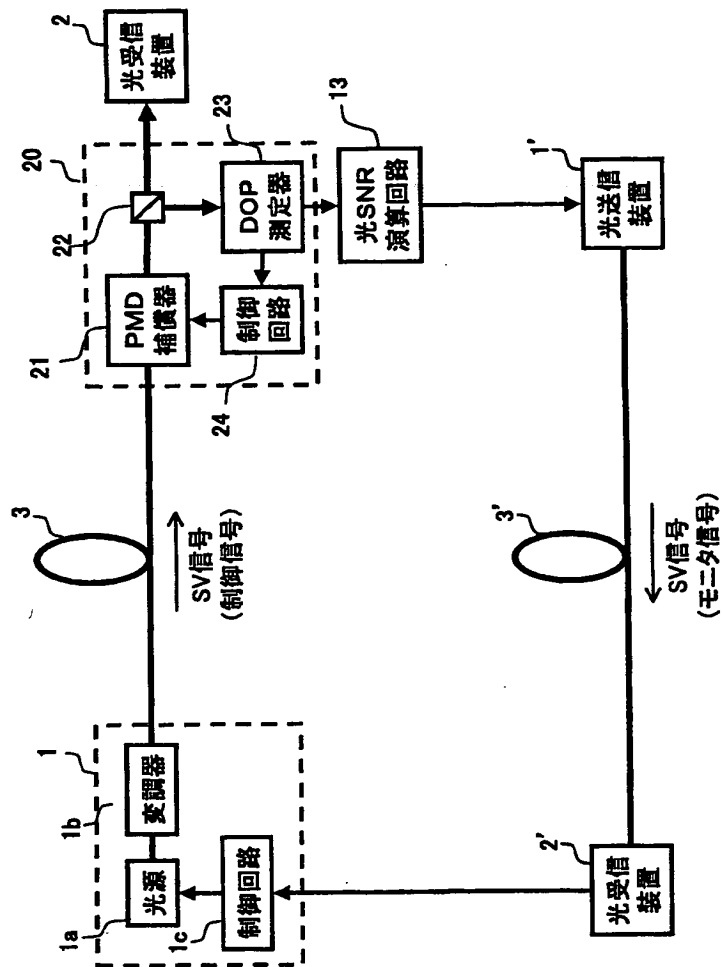 1
1b
変調器
光源
1a
制御回路
1c
3
SV信号
(制御信号)
20
21
PMD
補償器
22
2
光受信
装置
23
DOP
測定器
制御
回路
24
13
光SNR
演算回路
1'
光送信
装置
3'
SV信号
(モニタ信号)
2'
光受信
装置